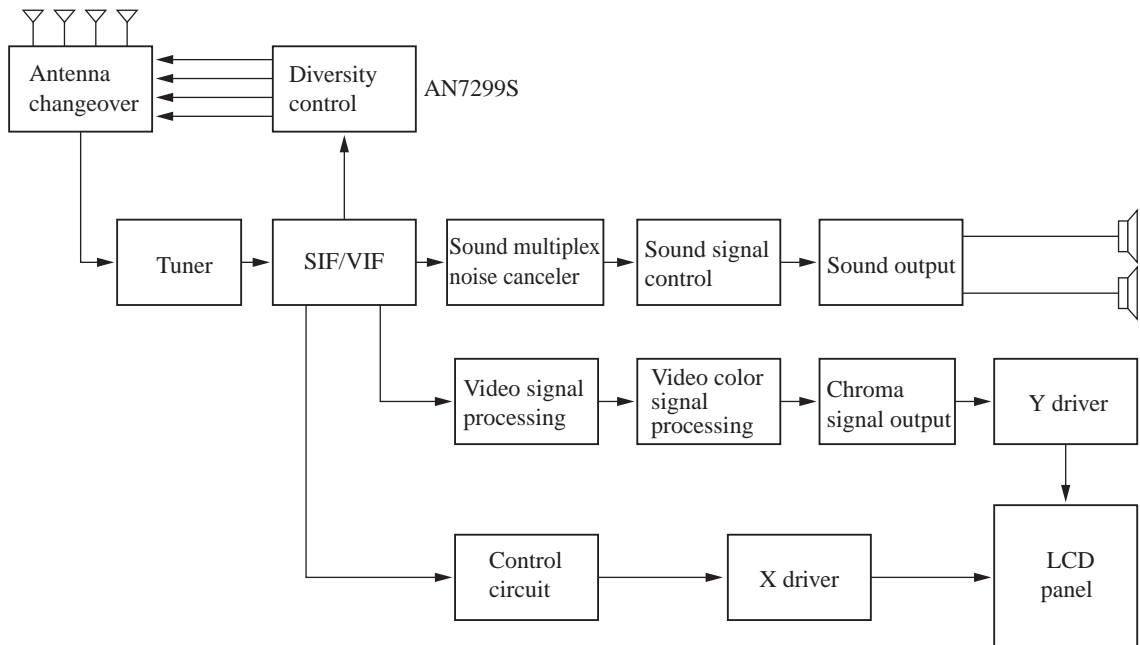 Antenna
changeover
Diversity
control
AN7299S
Tuner
SIF/VIF
Sound multiplex
noise canceler
Sound signal
control
Sound output
Video signal
processing
Video color
signal
processing
Chroma
signal output
Y driver
Control
circuit
X driver
LCD
panel